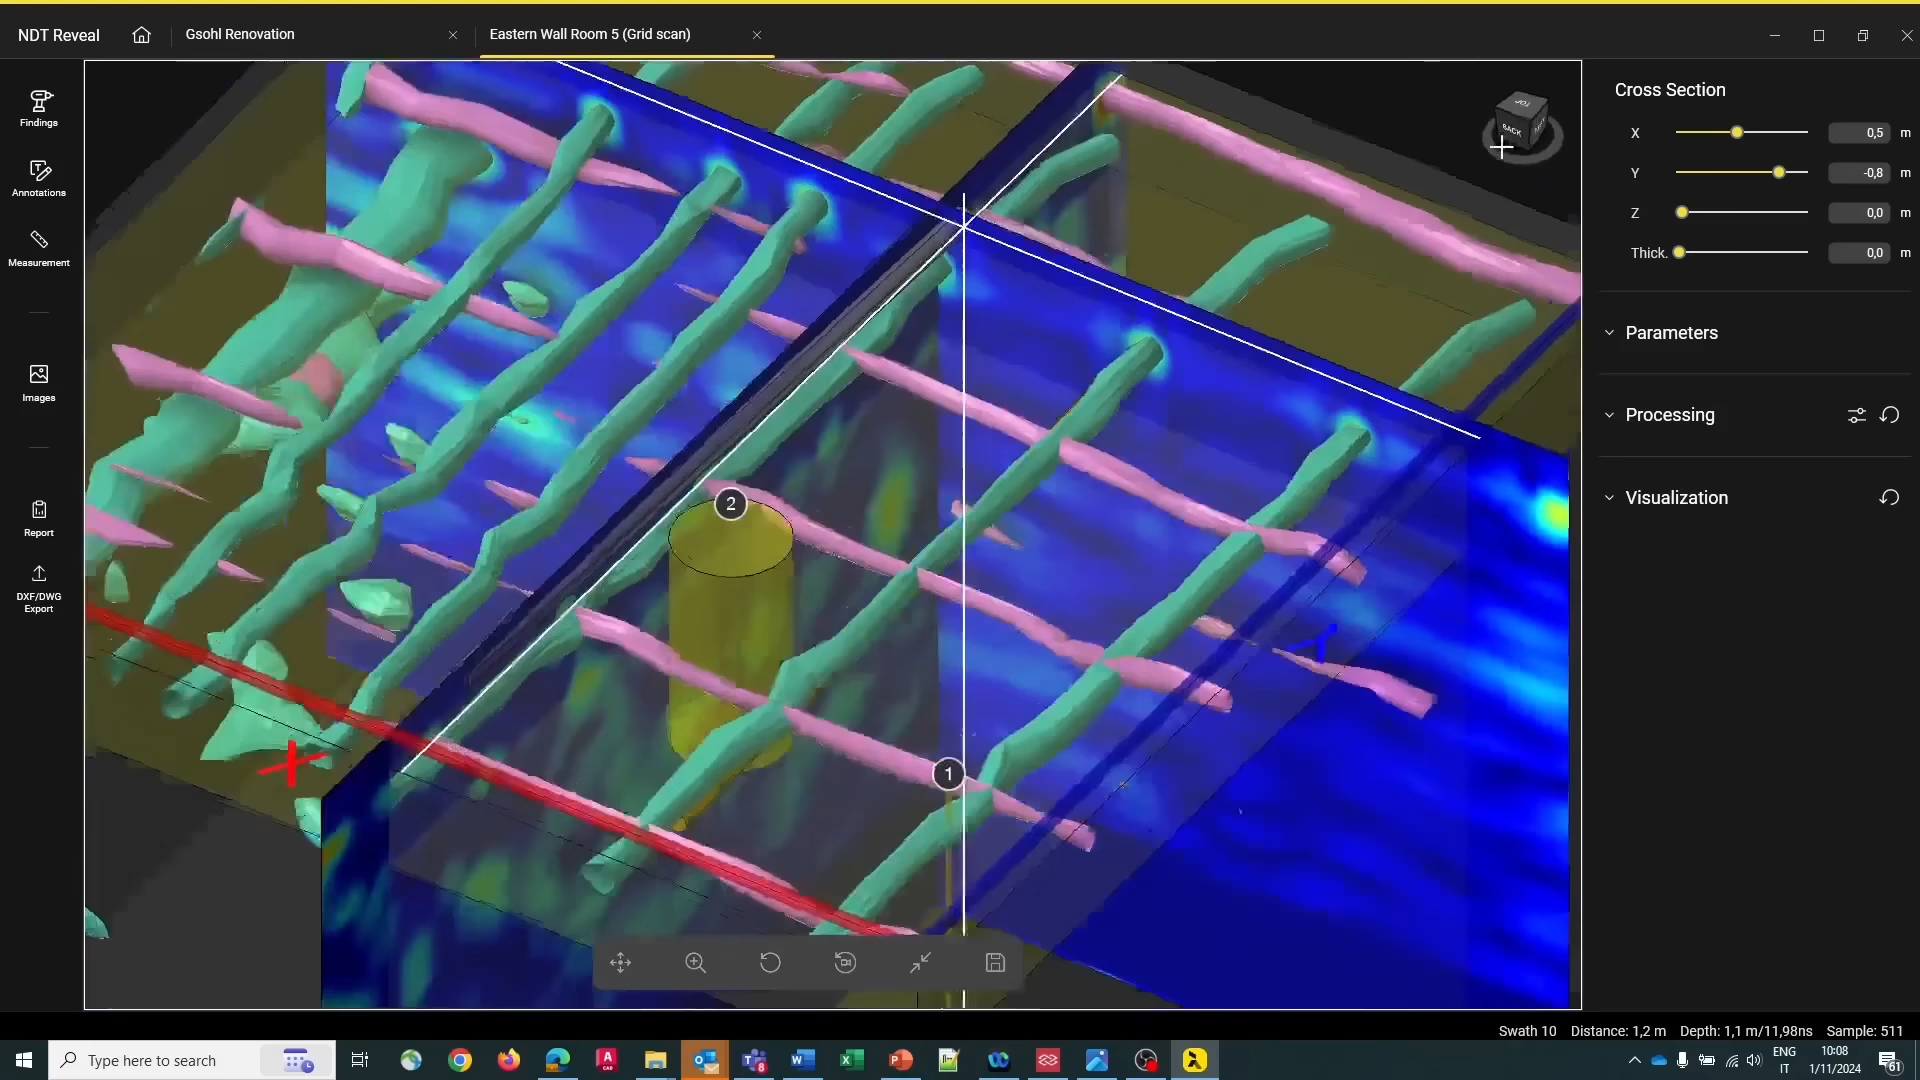 NDT Reveal
Gsohl Renovation
Eastern Wall Room 5 (Grid scan)
Findings
Annotations
Measurement
Images
Report
DXF/DWG
Export
TOP
BACK
2
1
Cross Section
X 0,5 m
Y -0,8 m
Z 0,0 m
Thick. 0,0 m
Parameters
Processing
Visualization
Swath 10 Distance: 1,2 m Depth: 1,1 m/11,98ns Sample: 511
Type here to search
ENG
IT
10:08
1/11/2024
61